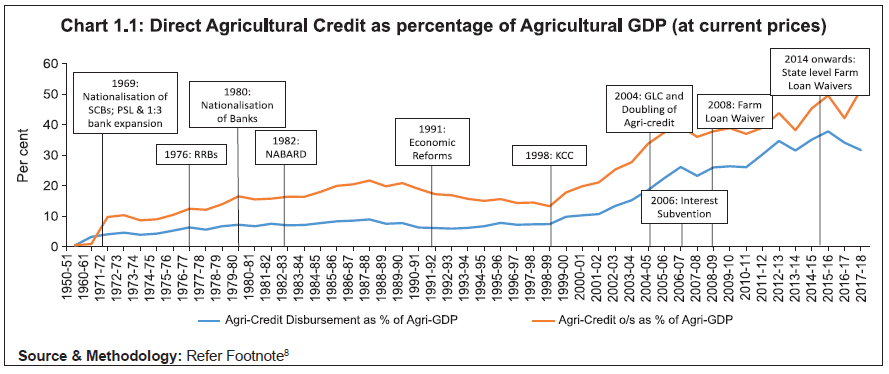 Chart 1.1: Direct Agricultural Credit as percentage of Agricultural GDP (at current prices)
Per cent
60
50
40
30
20
10
0
1969:
Nationalisation of
SCBs; PSL & 1:3
bank expansion
1976: RRBs
1980:
Nationalisation
of Banks
1982:
NABARD
1991:
Economic
Reforms
1998: KCC
2004: GLC and
Doubling of
Agri-credit
2006: Interest
Subvention
2008: Farm
Loan Waiver
2014 onwards:
State level Farm
Loan Waivers
1950-51
1960-61
1971-72
1972-73
1973-74
1974-75
1975-76
1976-77
1977-78
1978-79
1979-80
1980-81
1981-82
1982-83
1983-84
1984-85
1985-86
1986-87
1987-88
1988-89
1989-90
1990-91
1991-92
1992-93
1993-94
1994-95
1995-96
1996-97
1997-98
1998-99
1999-00
2000-01
2001-02
2002-03
2003-04
2004-05
2005-06
2006-07
2007-08
2008-09
2009-10
2010-11
2011-12
2012-13
2013-14
2014-15
2015-16
2016-17
2017-18
Agri-Credit Disbursement as % of Agri-GDP
Agri-Credit o/s as % of Agri-GDP
Source & Methodology: Refer Footnote⁸